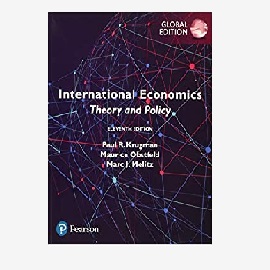 GLOBAL
EDITION
International Economics
Theory and Policy
ELEVENTH EDITION
Paul R. Krugman
Maurice Obstfeld
Marc J. Melitz
Pearson